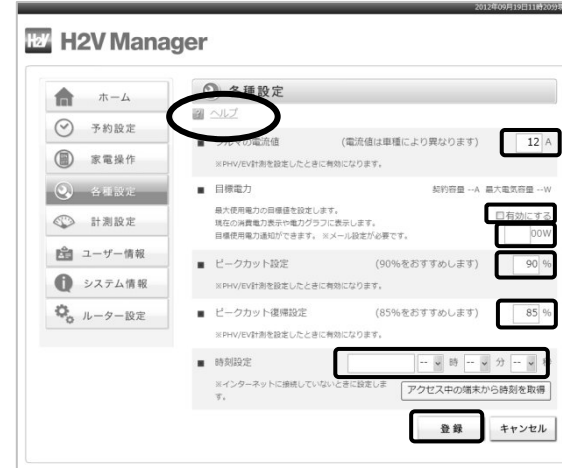 2012年09月19日11時20分
H2V H2V Manager
ホーム
予約設定
家電操作
各種設定
計測設定
ユーザー情報
システム情報
ルーター設定
各種設定
ヘルプ
クルマの電流値 (電流値は車種により異なります) 12 A
※PHV/EV計測を設定したときに有効になります。
目標電力 契約容量 --A 最大電気容量 --W
最大使用電力の目標値を設定します。
現在の消費電力表示や電力グラフに表示します。
目標使用電力通知ができます。 ※メール設定が必要です。
□有効にする
00W
ピークカット設定 (90%をおすすめします) 90 %
※PHV/EV計測を設定したときに有効になります。
ピークカット復帰設定 (85%をおすすめします) 85 %
※PHV/EV計測を設定したときに有効になります。
時刻設定 -- 時 -- 分 -- 秒
※インターネットに接続していないときに設定しま
す。
アクセス中の端末から時刻を取得
登録 キャンセル